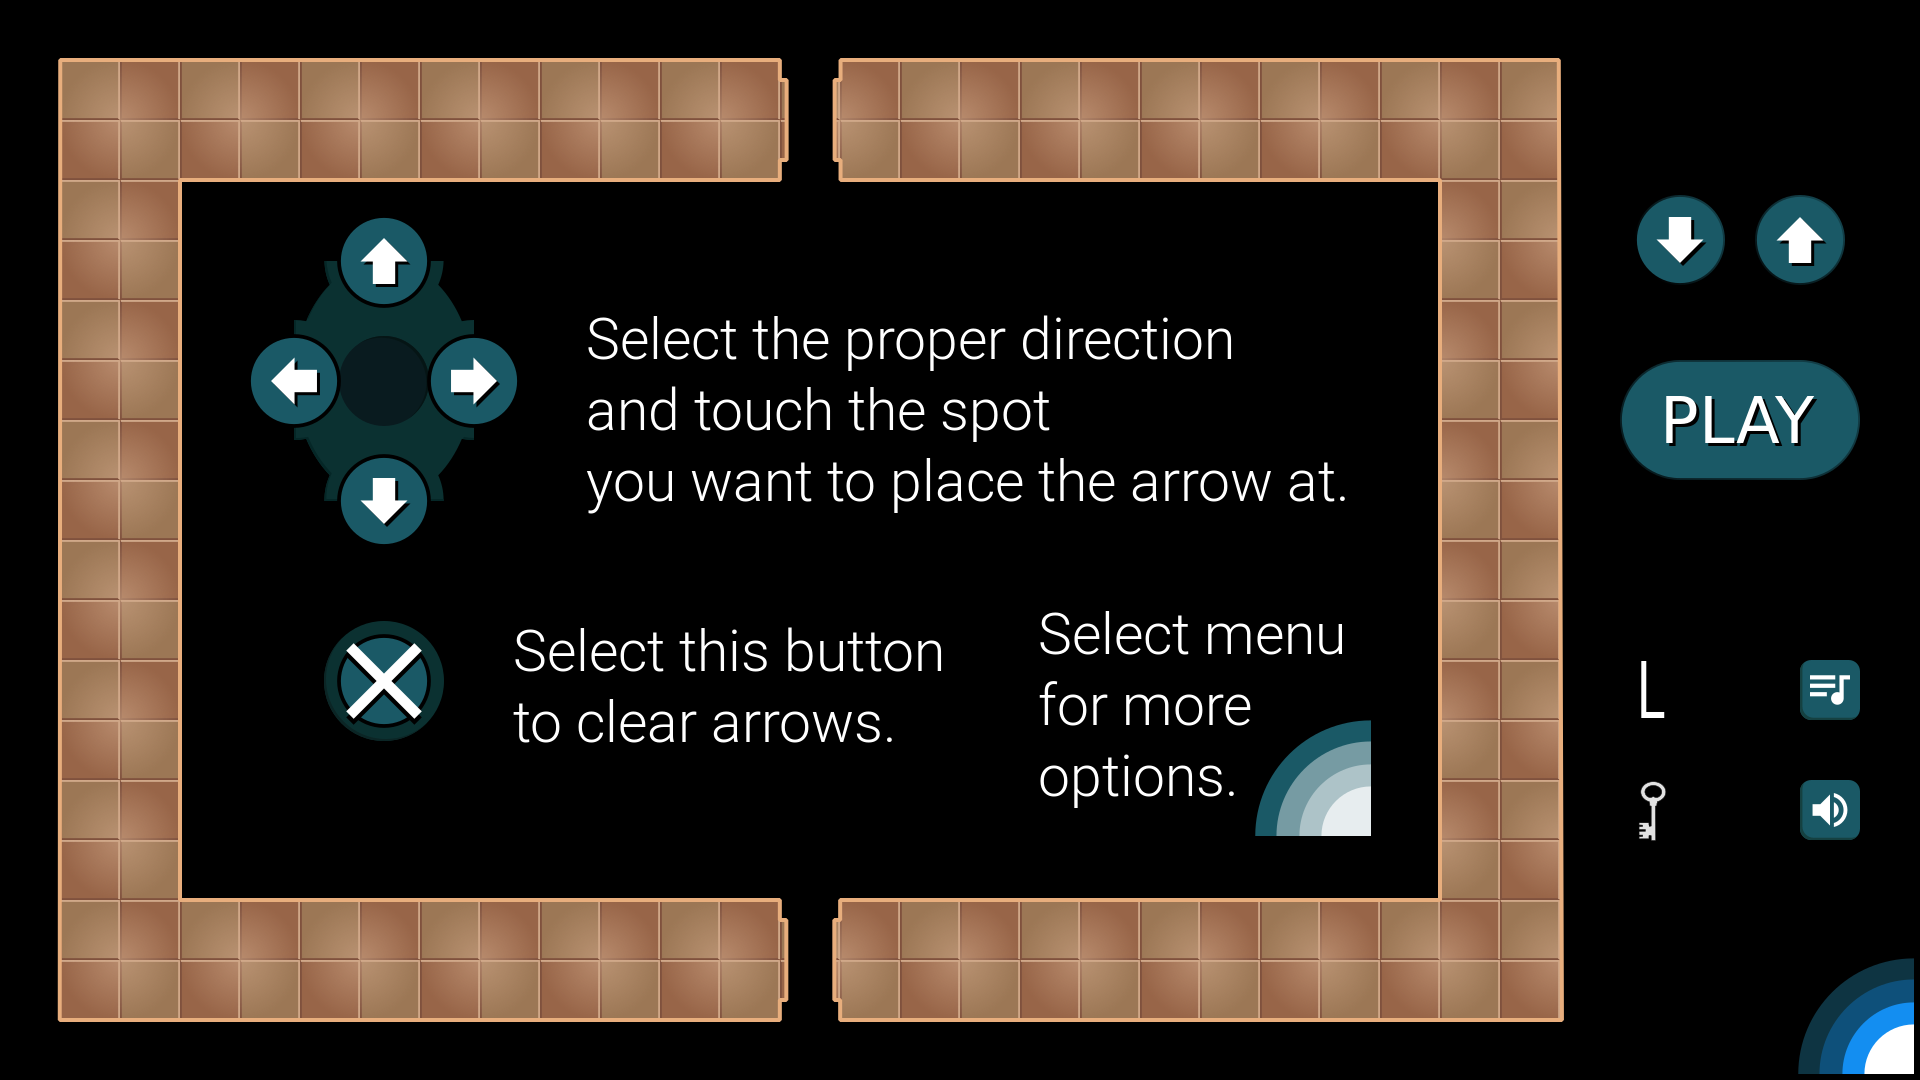 Select the proper direction
and touch the spot
you want to place the arrow at.
PLAY
Select this button
to clear arrows.
Select menu
for more
options.
L